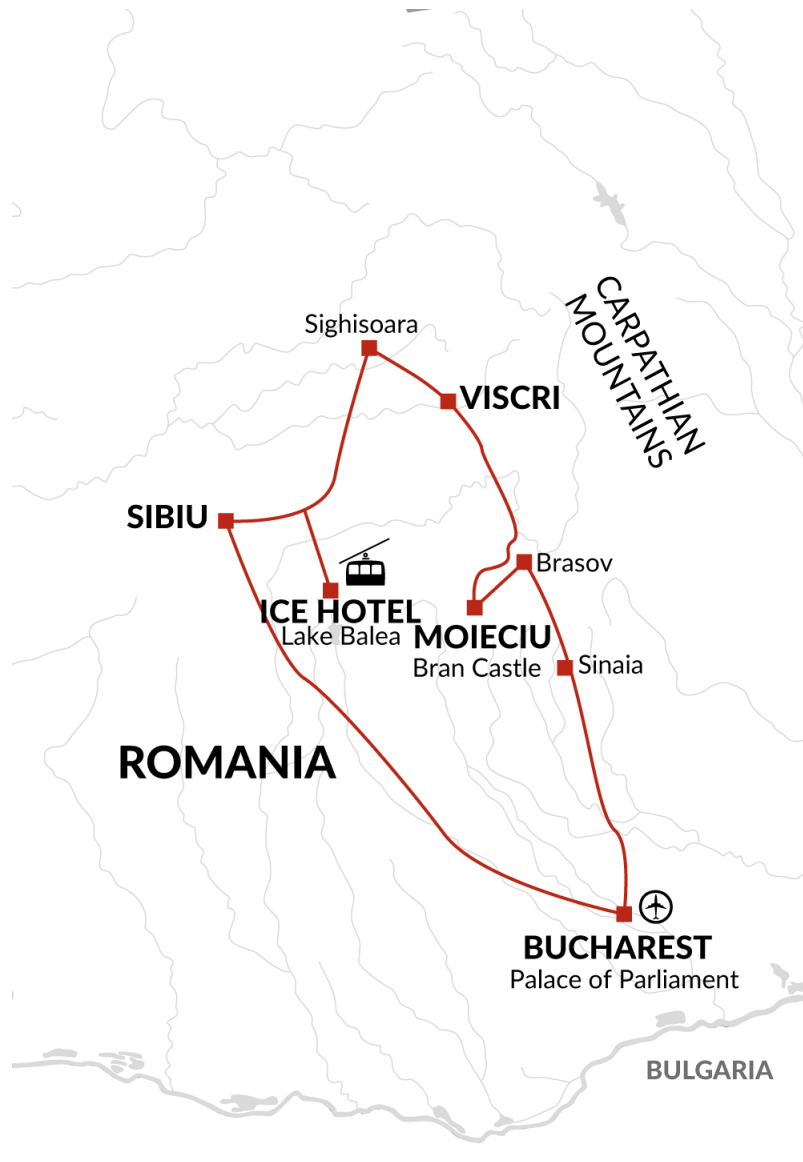 CARPATHIAN
MOUNTAINS
Sighisoara
VISCRI
SIBIU
Brasov
ICE HOTEL
Lake Balea
MOIECIU
Bran Castle
Sinaia
ROMANIA
BUCHAREST
Palace of Parliament
BULGARIA